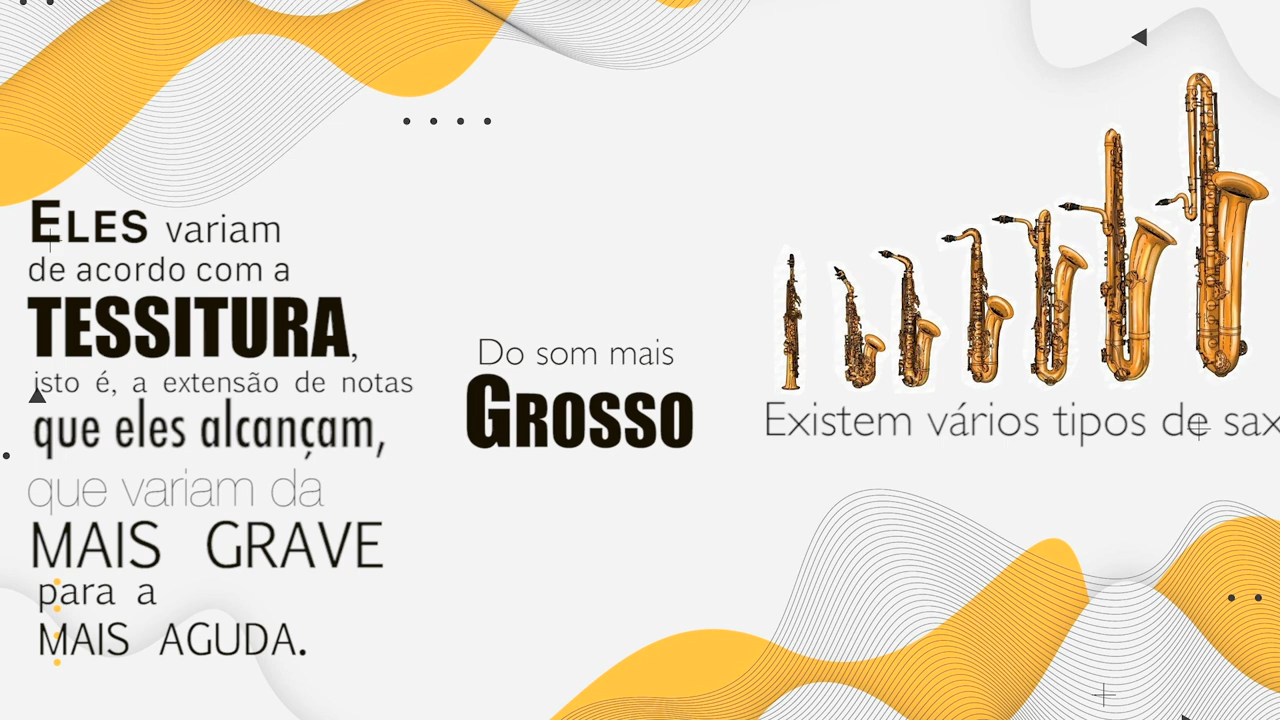 ELES variam
de acordo com a
TESSITURA,
isto é, a extensão de notas
que eles alcançam,
que variam da
MAIS GRAVE
para a
MAIS AGUDA.
Do som mais
GROSSO
Existem vários tipos de sax